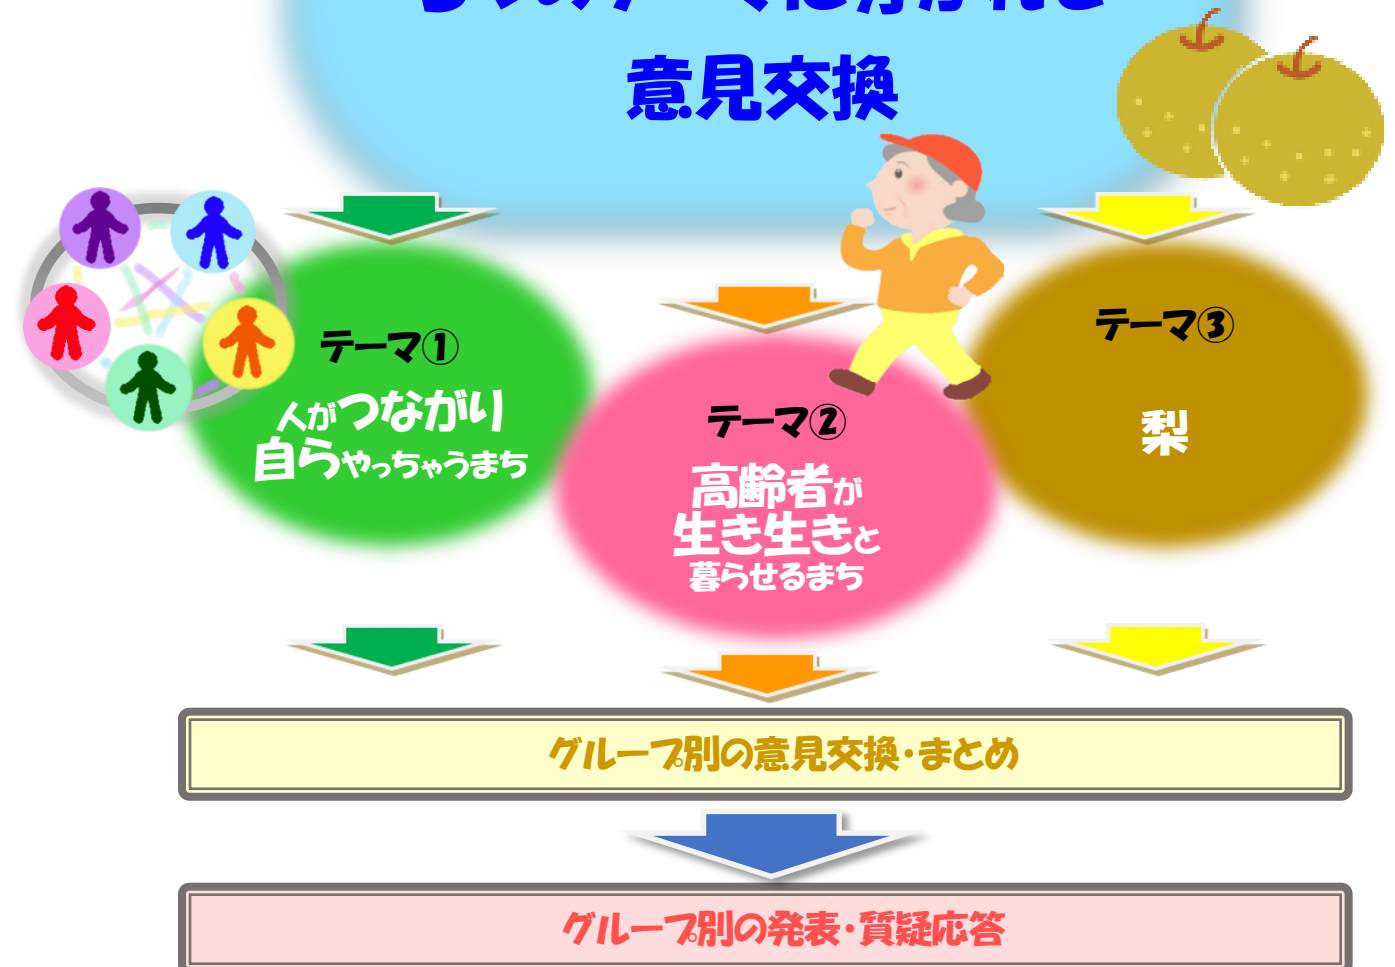 意見交換
テーマ①
人がつながり
自らやっちゃうまち
テーマ②
高齢者が
生き生きと
暮らせるまち
テーマ③
梨
グループ別の意見交換・まとめ
グループ別の発表・質疑応答